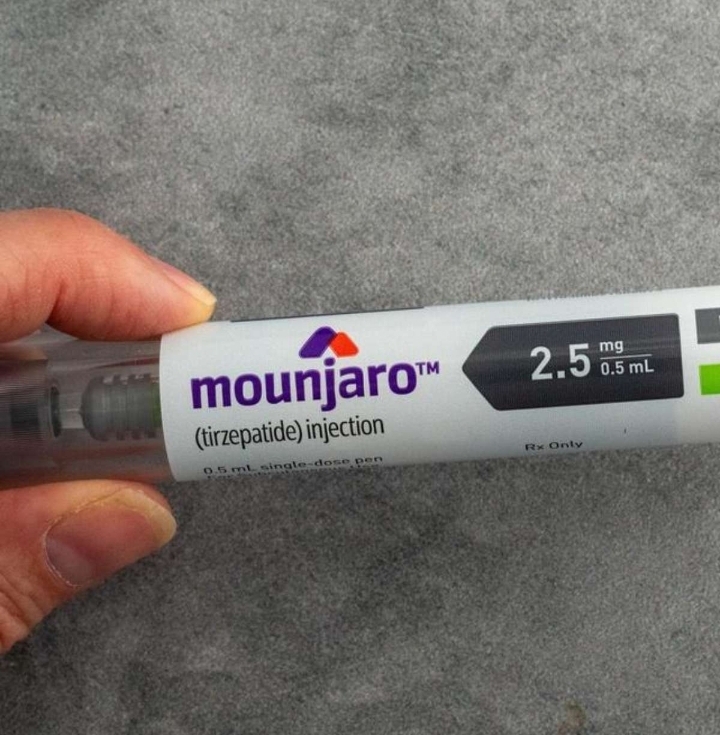 mounjaro™
(tirzepatide) injection
0.5 mL single-dose pen
2.5 mg
0.5 mL
Rx Only